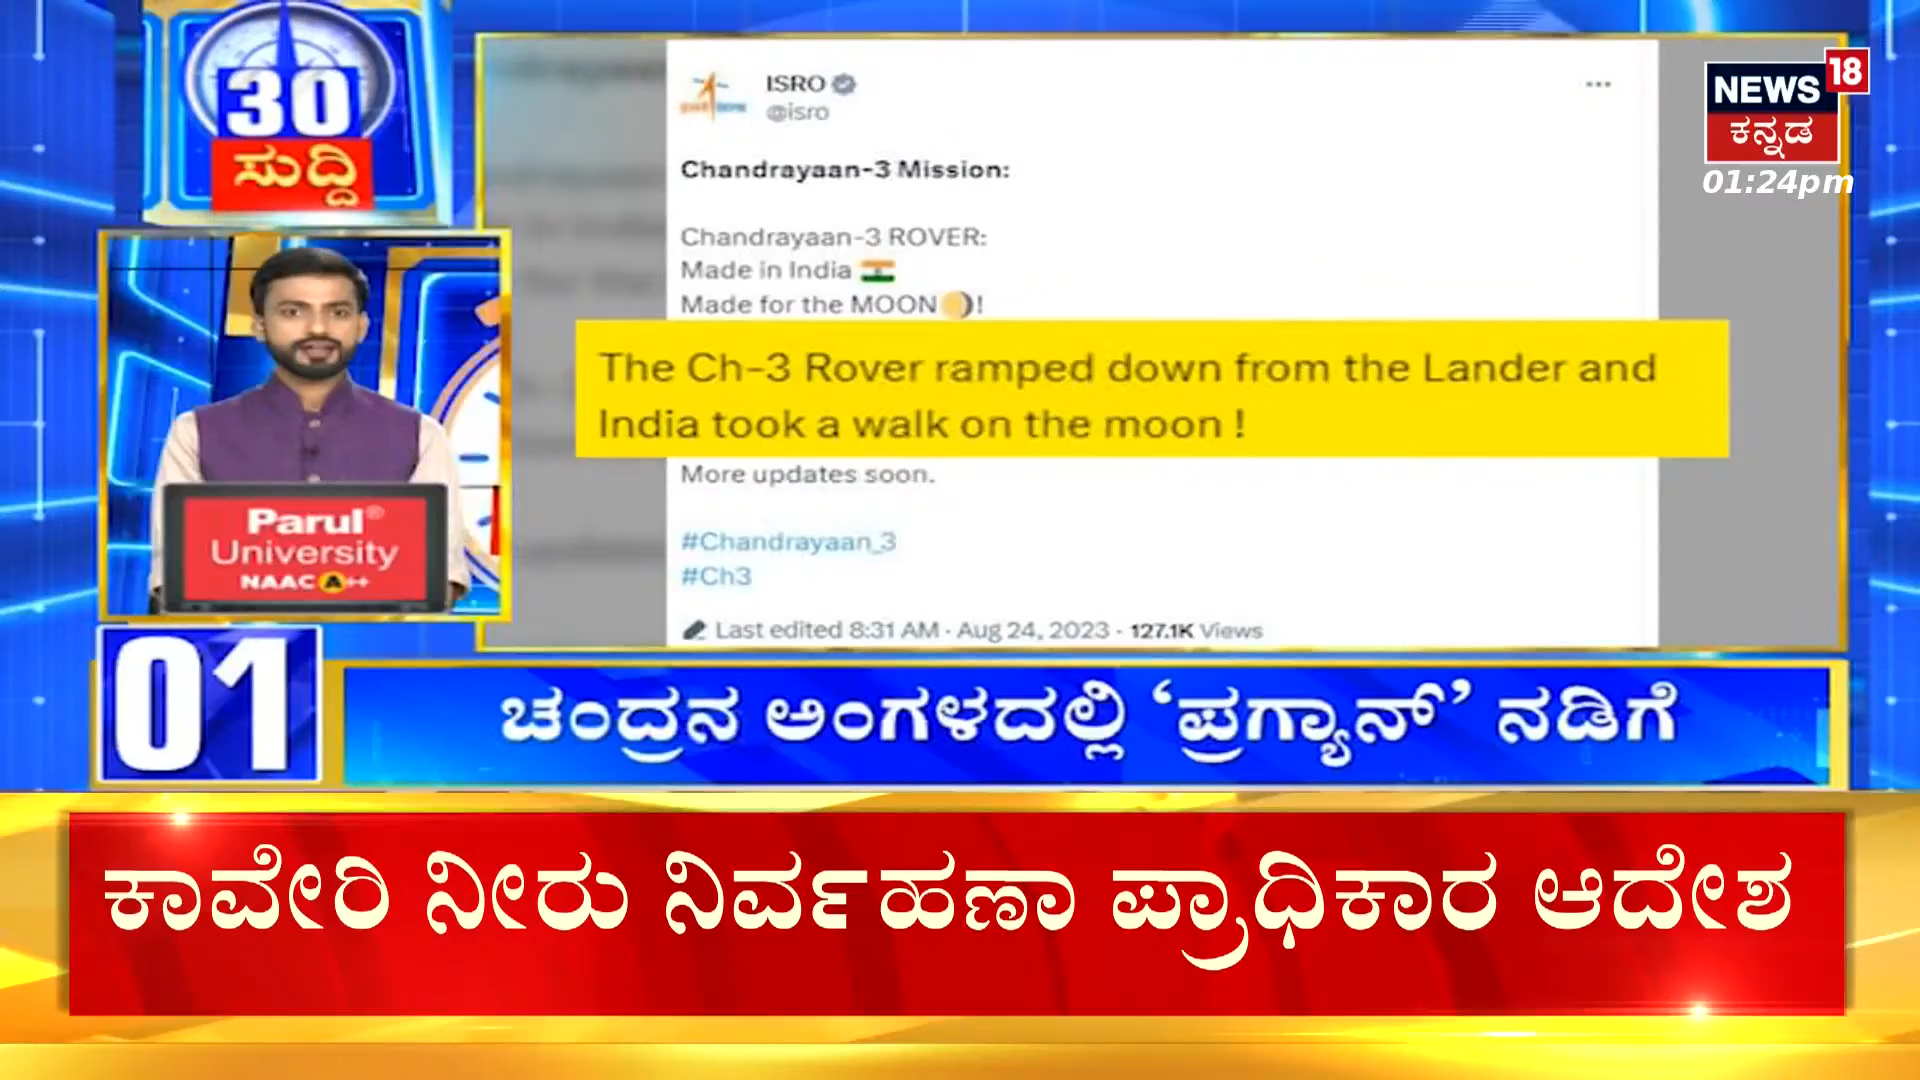 30
ಸುದ್ದಿ
ISRO
@isro
Chandrayaan-3 Mission:
Chandrayaan-3 ROVER:
Made in India 🇮🇳
Made for the MOON🌖!
The Ch-3 Rover ramped down from the Lander and
India took a walk on the moon !
More updates soon.
#Chandrayaan_3
#Ch3
Last edited 8:31 AM · Aug 24, 2023 · 127.1K Views
NEWS 18
ಕನ್ನಡ
01:24pm
Parul®
University
NAAC A++
01
ಚಂದ್ರನ ಅಂಗಳದಲ್ಲಿ ‘ಪ್ರಗ್ಯಾನ್’ ನಡಿಗೆ
ಕಾವೇರಿ ನೀರು ನಿರ್ವಹಣಾ ಪ್ರಾಧಿಕಾರ ಆದೇಶ